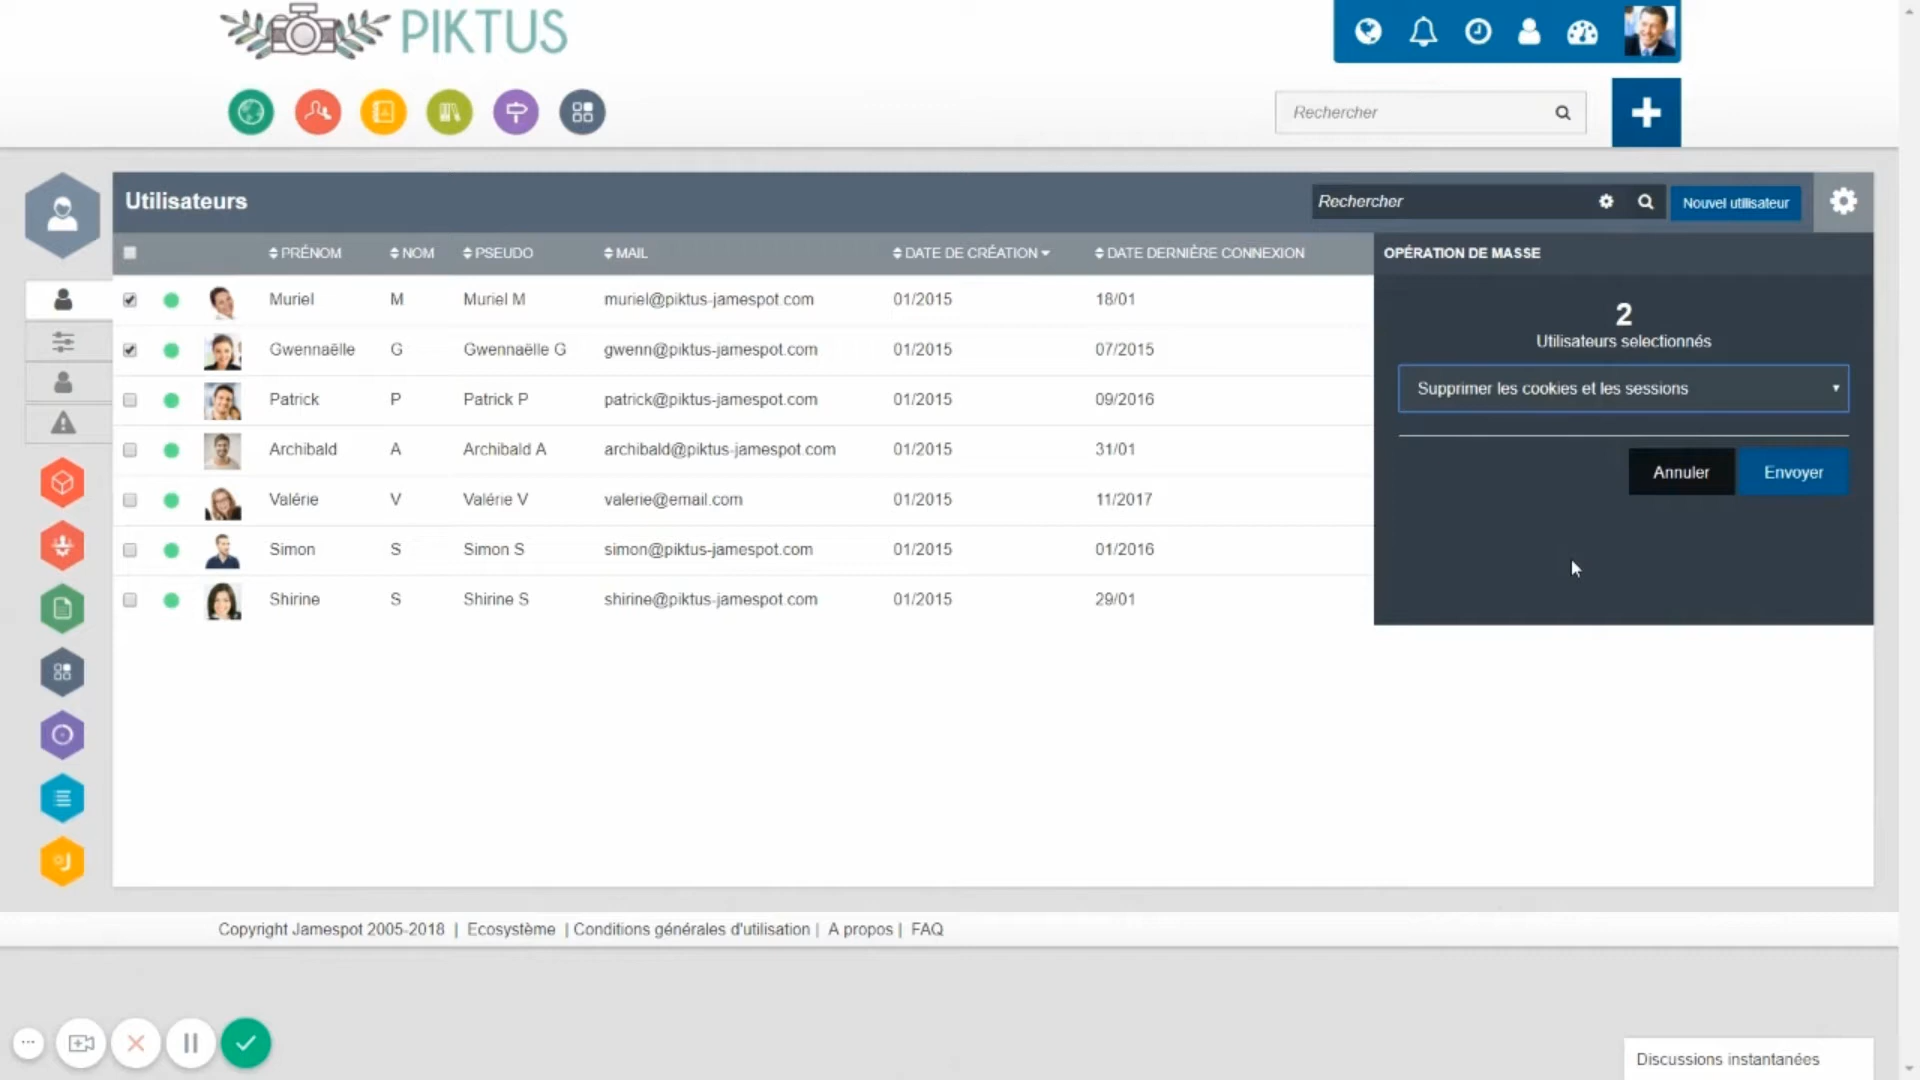 PIKTUS
Rechercher
Utilisateurs
Rechercher
Nouvel utilisateur
PRÉNOM NOM PSEUDO MAIL DATE DE CRÉATION DATE DERNIÈRE CONNEXION
OPÉRATION DE MASSE
Muriel M Muriel M muriel@piktus-jamespot.com 01/2015 18/01
Gwennaëlle G Gwennaëlle G gwenn@piktus-jamespot.com 01/2015 07/2015
Patrick P Patrick P patrick@piktus-jamespot.com 01/2015 09/2016
Archibald A Archibald A archibald@piktus-jamespot.com 01/2015 31/01
Valérie V Valérie V valerie@email.com 01/2015 11/2017
Simon S Simon S simon@piktus-jamespot.com 01/2015 01/2016
Shirine S Shirine S shirine@piktus-jamespot.com 01/2015 29/01
2
Utilisateurs selectionnés
Supprimer les cookies et les sessions
Annuler Envoyer
Copyright Jamespot 2005-2018 | Ecosystème | Conditions générales d'utilisation | A propos | FAQ
Discussions instantanées